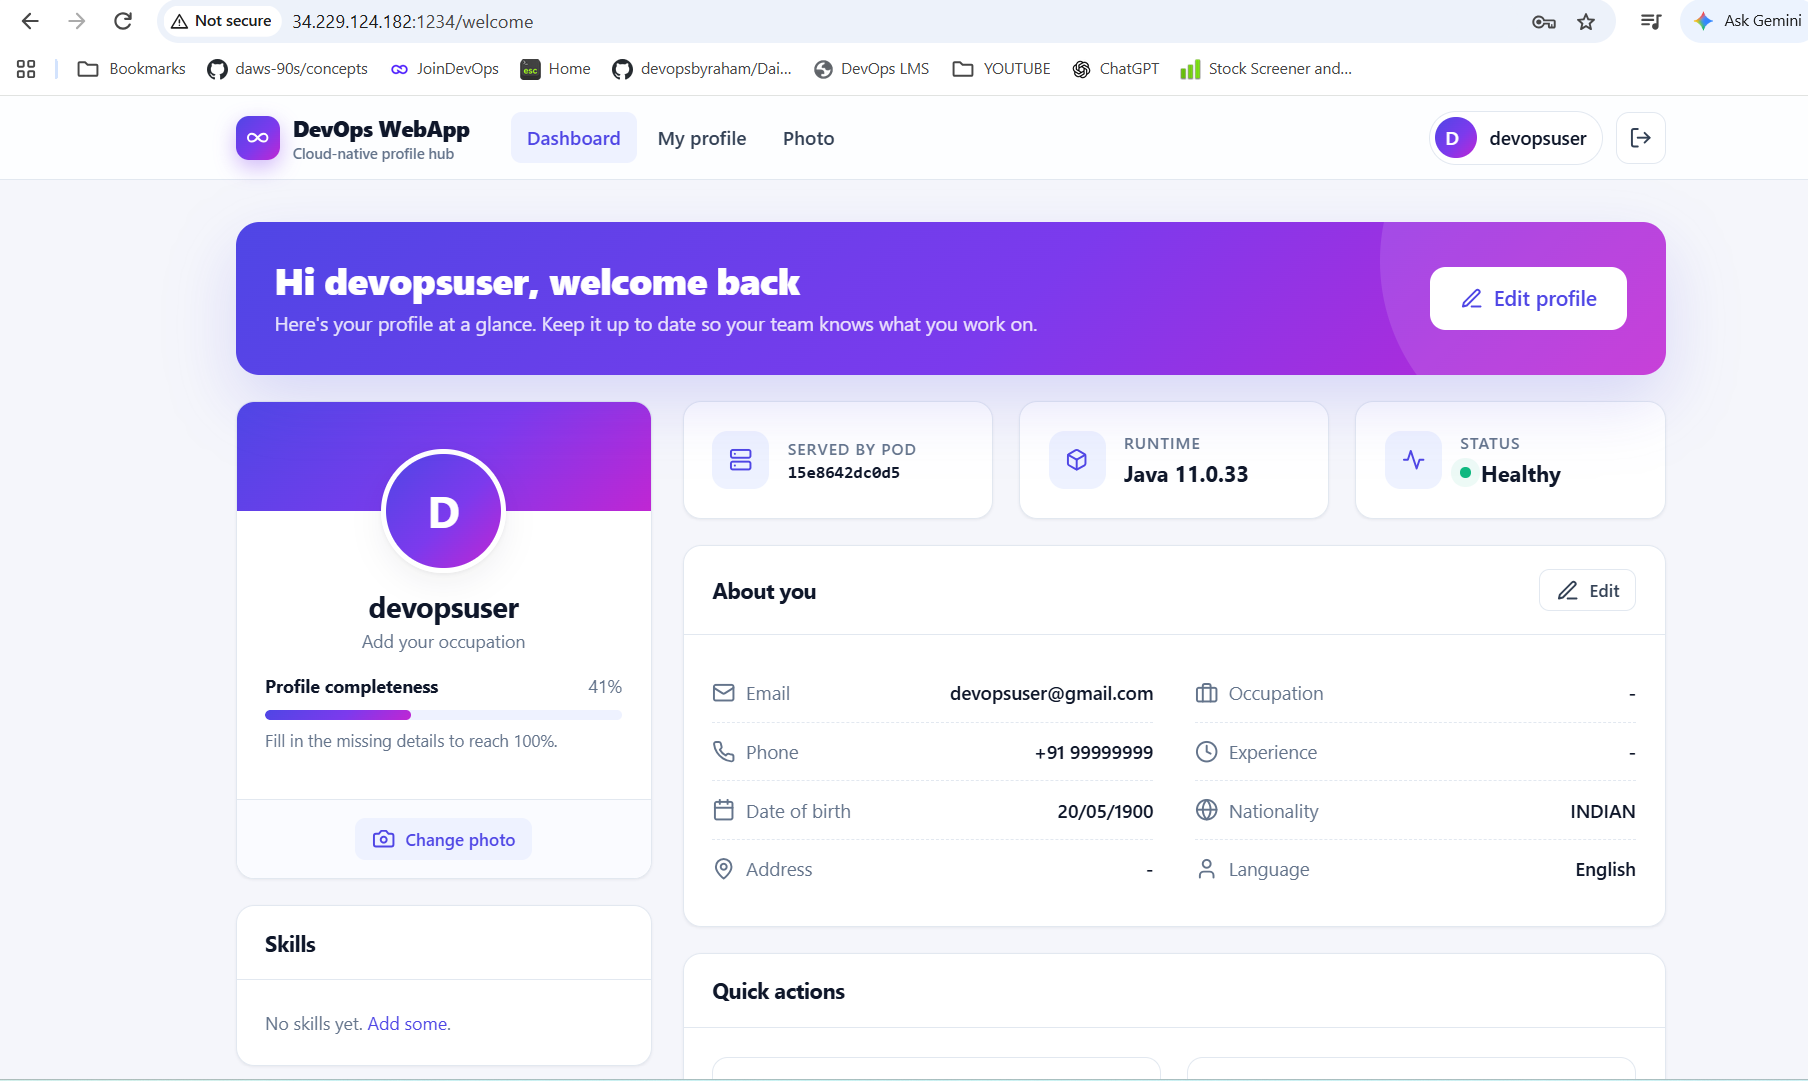 Not secure
34.229.124.182:1234/welcome
Ask Gemini
Bookmarks
daws-90s/concepts
JoinDevOps
esc
Home
devopsbyraham/Dai...
DevOps LMS
YOUTUBE
ChatGPT
Stock Screener and...
DevOps WebApp
Cloud-native profile hub
Dashboard
My profile
Photo
D
devopsuser
Hi devopsuser, welcome back
Here's your profile at a glance. Keep it up to date so your team knows what you work on.
Edit profile
D
devopsuser
Add your occupation
Profile completeness
41%
Fill in the missing details to reach 100%.
Change photo
Skills
No skills yet. Add some.
SERVED BY POD
15e8642dc0d5
RUNTIME
Java 11.0.33
STATUS
Healthy
About you
Edit
Email
devopsuser@gmail.com
Occupation
-
Phone
+91 99999999
Experience
-
Date of birth
20/05/1900
Nationality
INDIAN
Address
-
Language
English
Quick actions